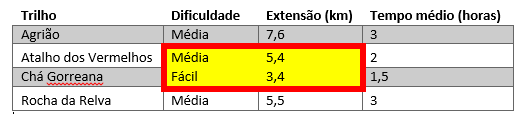 Trilho Dificuldade Extensão (km) Tempo médio (horas)
Agrião Média 7,6 3
Atalho dos Vermelhos Média 5,4 2
Chá Gorreana Fácil 3,4 1,5
Rocha da Relva Média 5,5 3